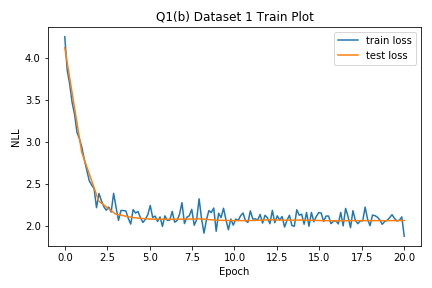 Q1(b) Dataset 1 Train Plot
train loss
test loss
4.0
3.5
3.0
2.5
2.0
NLL
0.0 2.5 5.0 7.5 10.0 12.5 15.0 17.5 20.0
Epoch